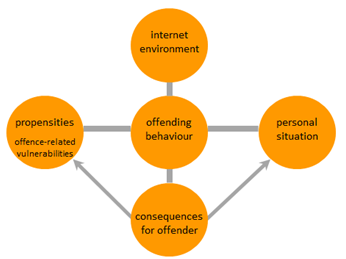 internet
environment
propensities
offence-related
vulnerabilities
offending
behaviour
personal
situation
consequences
for offender